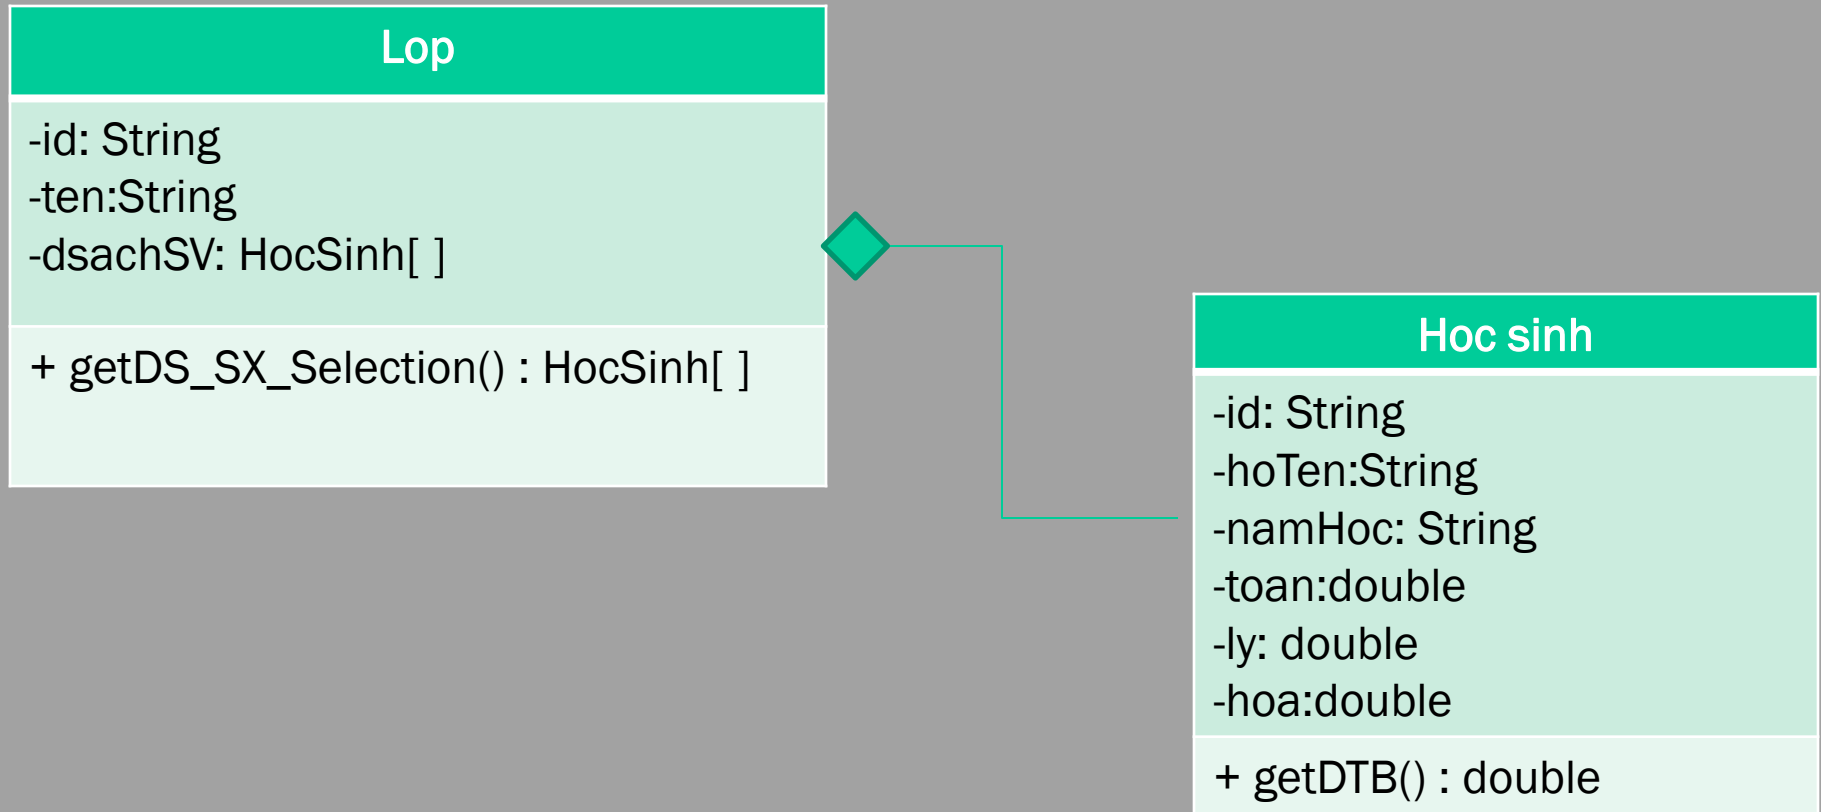 Lop
-id: String
-ten:String
-dsachSV: HocSinh[ ]
+ getDS_SX_Selection() : HocSinh[ ]
Hoc sinh
-id: String
-hoTen:String
-namHoc: String
-toan:double
-ly: double
-hoa:double
+ getDTB() : double